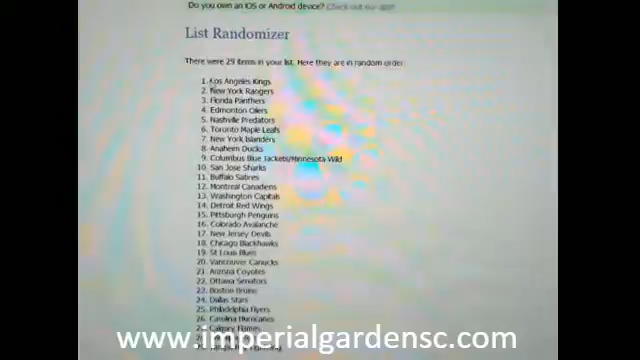 Do you own an iOS or Android device? Check out our app!
List Randomizer
There were 29 items in your list. Here they are in random order:
1. Los Angeles Kings
2. New York Rangers
3. Florida Panthers
4. Edmonton Oilers
5. Nashville Predators
6. Toronto Maple Leafs
7. New York Islanders
8. Anaheim Ducks
9. Columbus Blue Jackets/Minnesota Wild
10. San Jose Sharks
11. Buffalo Sabres
12. Montreal Canadens
13. Washington Capitals
14. Detroit Red Wings
15. Pittsburgh Penguins
16. Colorado Avalanche
17. New Jersey Devils
18. Chicago Blackhawks
19. St Louis Blues
20. Vancouver Canucks
21. Arizona Coyotes
22. Ottawa Senators
23. Boston Bruins
24. Dallas Stars
25. Philadelphia Flyers
26. Carolina Hurricanes
27. Calgary Flames
www.imperialgardensc.com